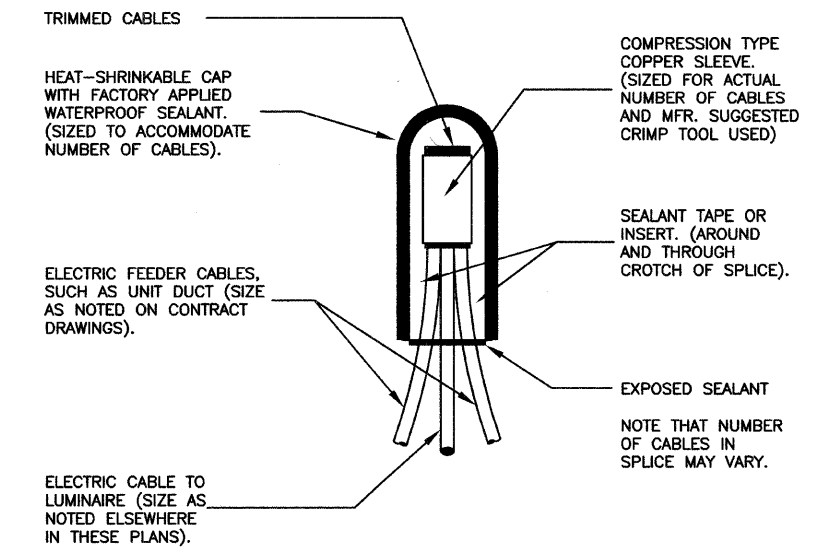 TRIMMED CABLES
HEAT-SHRINKABLE CAP
WITH FACTORY APPLIED
WATERPROOF SEALANT.
(SIZED TO ACCOMMODATE
NUMBER OF CABLES).
ELECTRIC FEEDER CABLES,
SUCH AS UNIT DUCT (SIZE
AS NOTED ON CONTRACT
DRAWINGS).
ELECTRIC CABLE TO
LUMINAIRE (SIZE AS
NOTED ELSEWHERE
IN THESE PLANS).
COMPRESSION TYPE
COPPER SLEEVE.
(SIZED FOR ACTUAL
NUMBER OF CABLES
AND MFR. SUGGESTED
CRIMP TOOL USED)
SEALANT TAPE OR
INSERT. (AROUND
AND THROUGH
CROTCH OF SPLICE).
EXPOSED SEALANT
NOTE THAT NUMBER
OF CABLES IN
SPLICE MAY VARY.